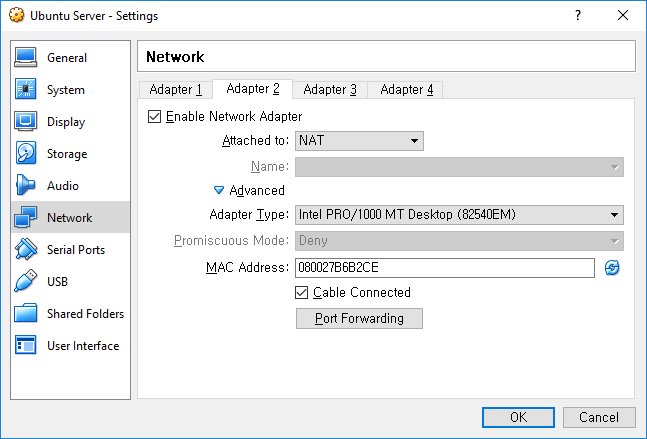 Ubuntu Server - Settings
?
General
System
Display
Storage
Audio
Network
Serial Ports
USB
Shared Folders
User Interface
Network
Adapter 1 Adapter 2 Adapter 3 Adapter 4
Enable Network Adapter
Attached to: NAT
Name:
Advanced
Adapter Type: Intel PRO/1000 MT Desktop (82540EM)
Promiscuous Mode: Deny
MAC Address: 080027B6B2CE
Cable Connected
Port Forwarding
OK Cancel